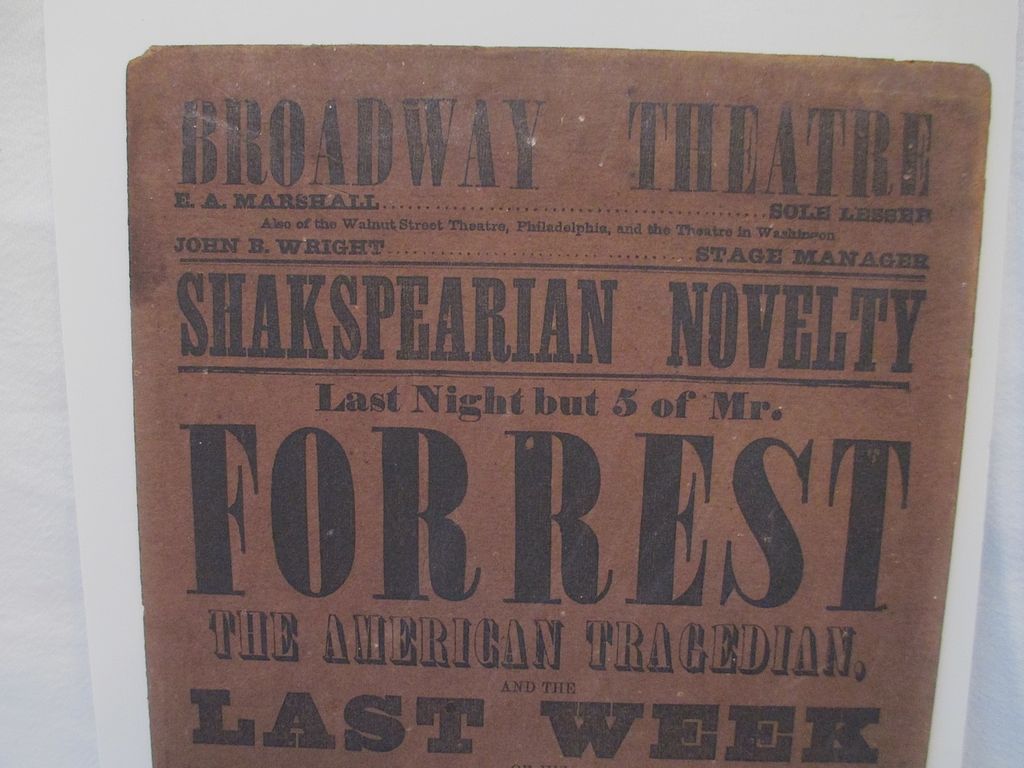 BROADWAY THEATRE
E. A. MARSHALL.......................................SOLE LESSEE
Also of the Walnut Street Theatre, Philadelphia, and the Theatre in Washington
JOHN B. WRIGHT.......................................STAGE MANAGER
SHAKSPEARIAN NOVELTY
Last Night but 5 of Mr.
FORREST
THE AMERICAN TRAGEDIAN,
AND THE
LAST WEEK